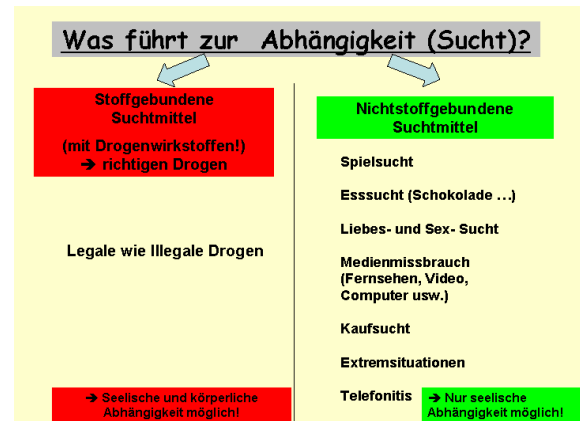 Was führt zur Abhängigkeit (Sucht)?
Stoffgebundene
Suchtmittel
(mit Drogenwirkstoffen!)
➔ richtigen Drogen
Legale wie Illegale Drogen
➔ Seelische und körperliche
Abhängigkeit möglich!
Nichtstoffgebundene
Suchtmittel
Spielsucht
Esssucht (Schokolade …)
Liebes- und Sex- Sucht
Medienmissbrauch
(Fernsehen, Video,
Computer usw.)
Kaufsucht
Extremsituationen
Telefonitis
➔ Nur seelische
Abhängigkeit möglich!